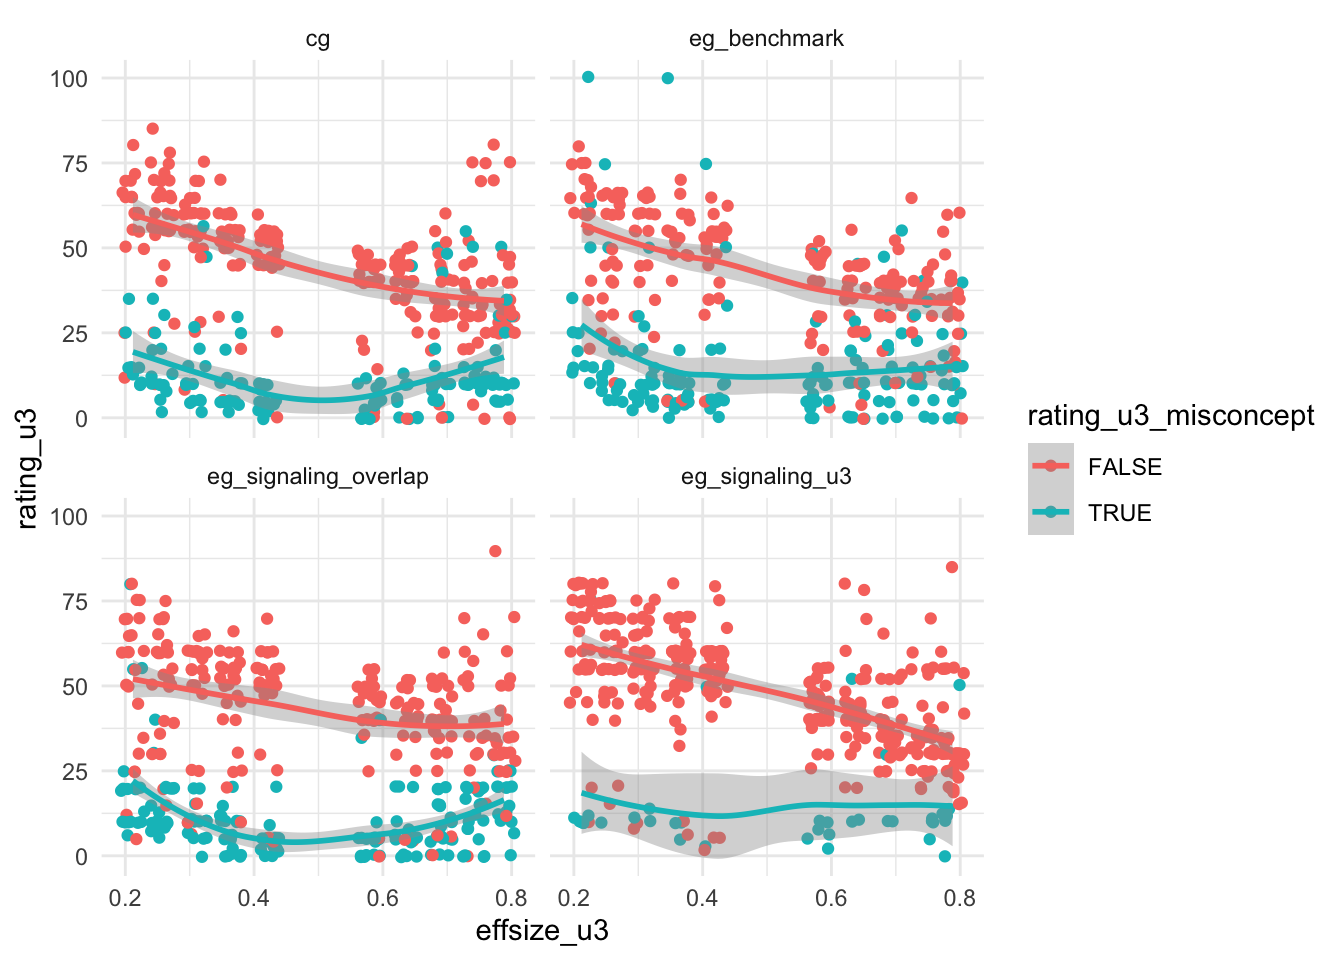 cg
eg_benchmark
100
75
50
25
0
eg_signaling_overlap
eg_signaling_u3
100
75
50
25
0
0.2
0.4
0.6
0.8
0.2
0.4
0.6
0.8
effsize_u3
rating_u3
rating_u3_misconcept
FALSE
TRUE